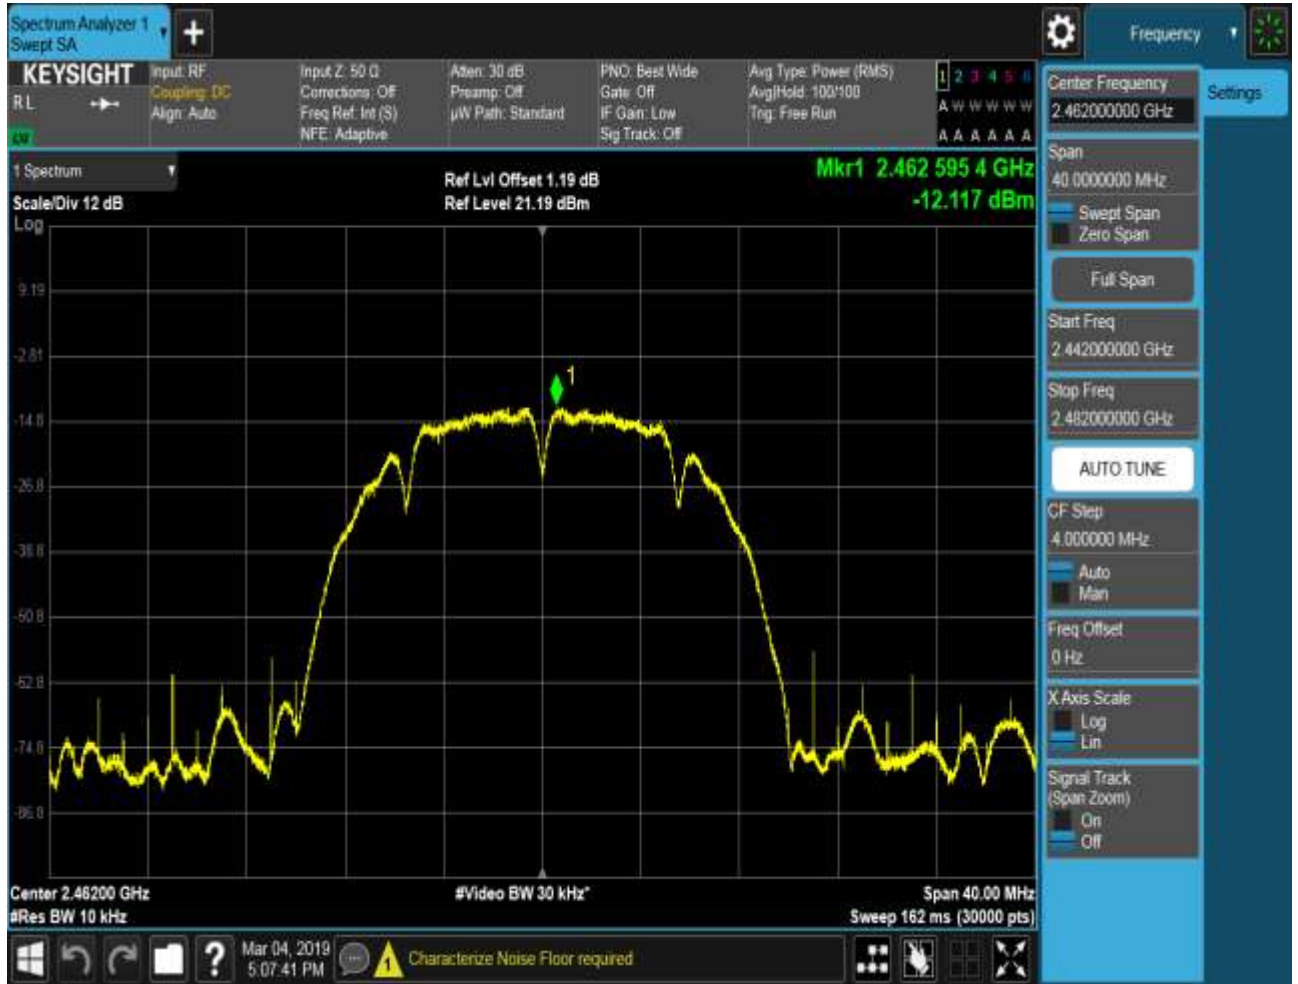 Spectrum Analyzer 1
Swept SA
+
Frequency
KEYSIGHT
Input: RF
Coupling: DC
Align: Auto
R L
Input Z: 50 Ω
Corrections: Off
Freq Ref: Int (S)
NFE: Adaptive
Atten: 30 dB
Preamp: Off
µW Path: Standard
PNO: Best Wide
Gate: Off
IF Gain: Low
Sig Track: Off
Avg Type: Power (RMS)
Avg|Hold: 100/100
Trig: Free Run
1 2 3 4 5 6
A W W W W W
A A A A A A
1 Spectrum
Scale/Div 12 dB
Ref Lvl Offset 1.19 dB
Ref Level 21.19 dBm
Mkr1 2.462 595 4 GHz
-12.117 dBm
Log
9.19
-2.81
-14.8
-26.8
-38.8
-50.8
-62.8
-74.8
-86.8
1
Center 2.46200 GHz
#Video BW 30 kHz*
Span 40.00 MHz
#Res BW 10 kHz
Sweep 162 ms (30000 pts)
Center Frequency
2.462000000 GHz
Settings
Span
40.0000000 MHz
Swept Span
Zero Span
Full Span
Start Freq
2.442000000 GHz
Stop Freq
2.482000000 GHz
AUTO TUNE
CF Step
4.000000 MHz
Auto
Man
Freq Offset
0 Hz
X Axis Scale
Log
Lin
Signal Track
(Span Zoom)
On
Off
?
Mar 04, 2019
5:07:41 PM
1
Characterize Noise Floor required